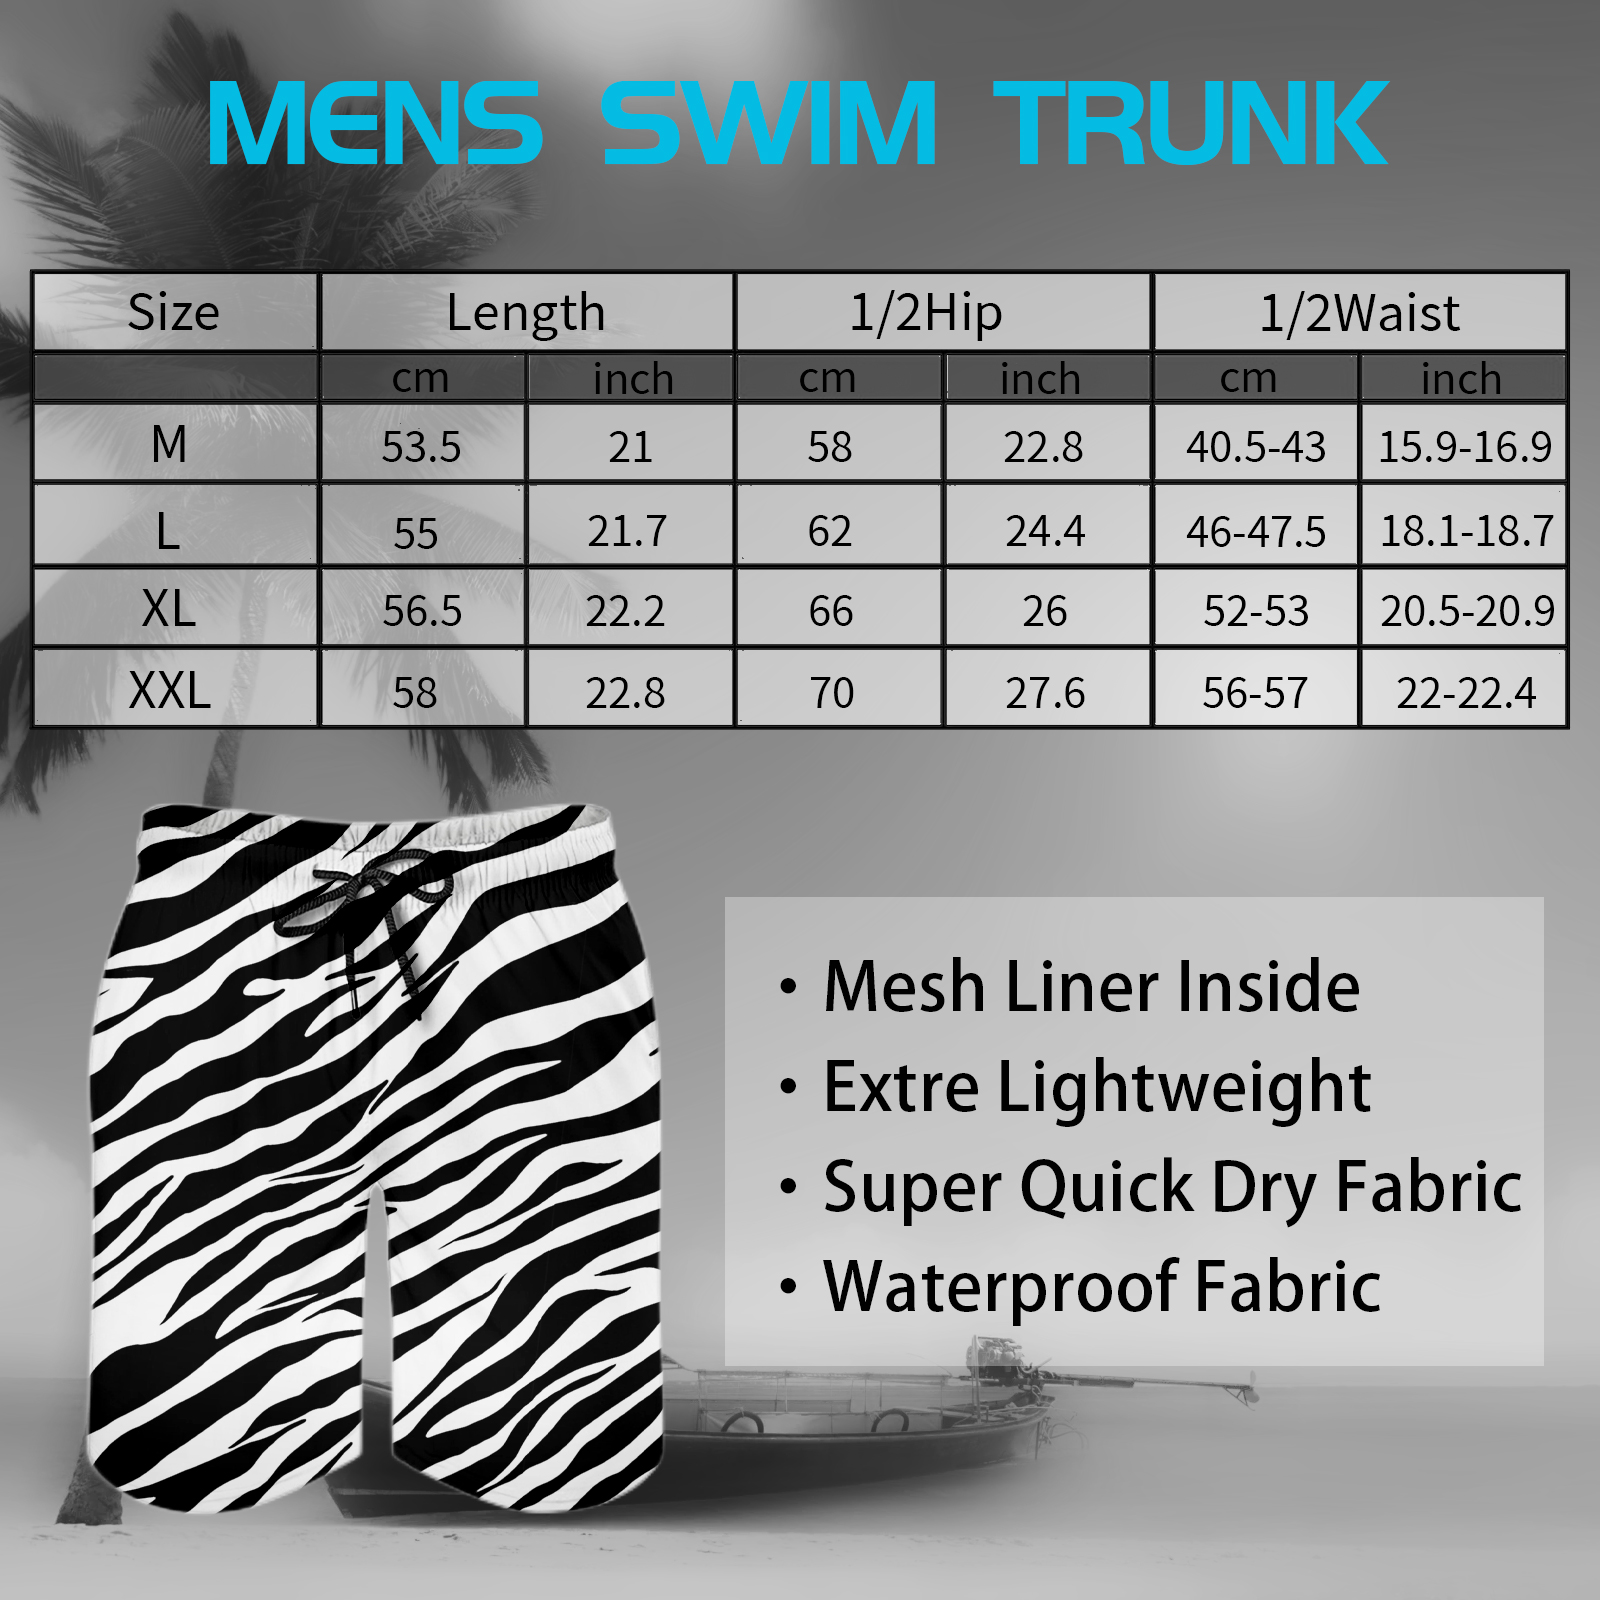 MENS SWIM TRUNK
Size Length 1/2Hip 1/2Waist
cm inch cm inch cm inch
M 53.5 21 58 22.8 40.5-43 15.9-16.9
L 55 21.7 62 24.4 46-47.5 18.1-18.7
XL 56.5 22.2 66 26 52-53 20.5-20.9
XXL 58 22.8 70 27.6 56-57 22-22.4
• Mesh Liner Inside
• Extre Lightweight
• Super Quick Dry Fabric
• Waterproof Fabric